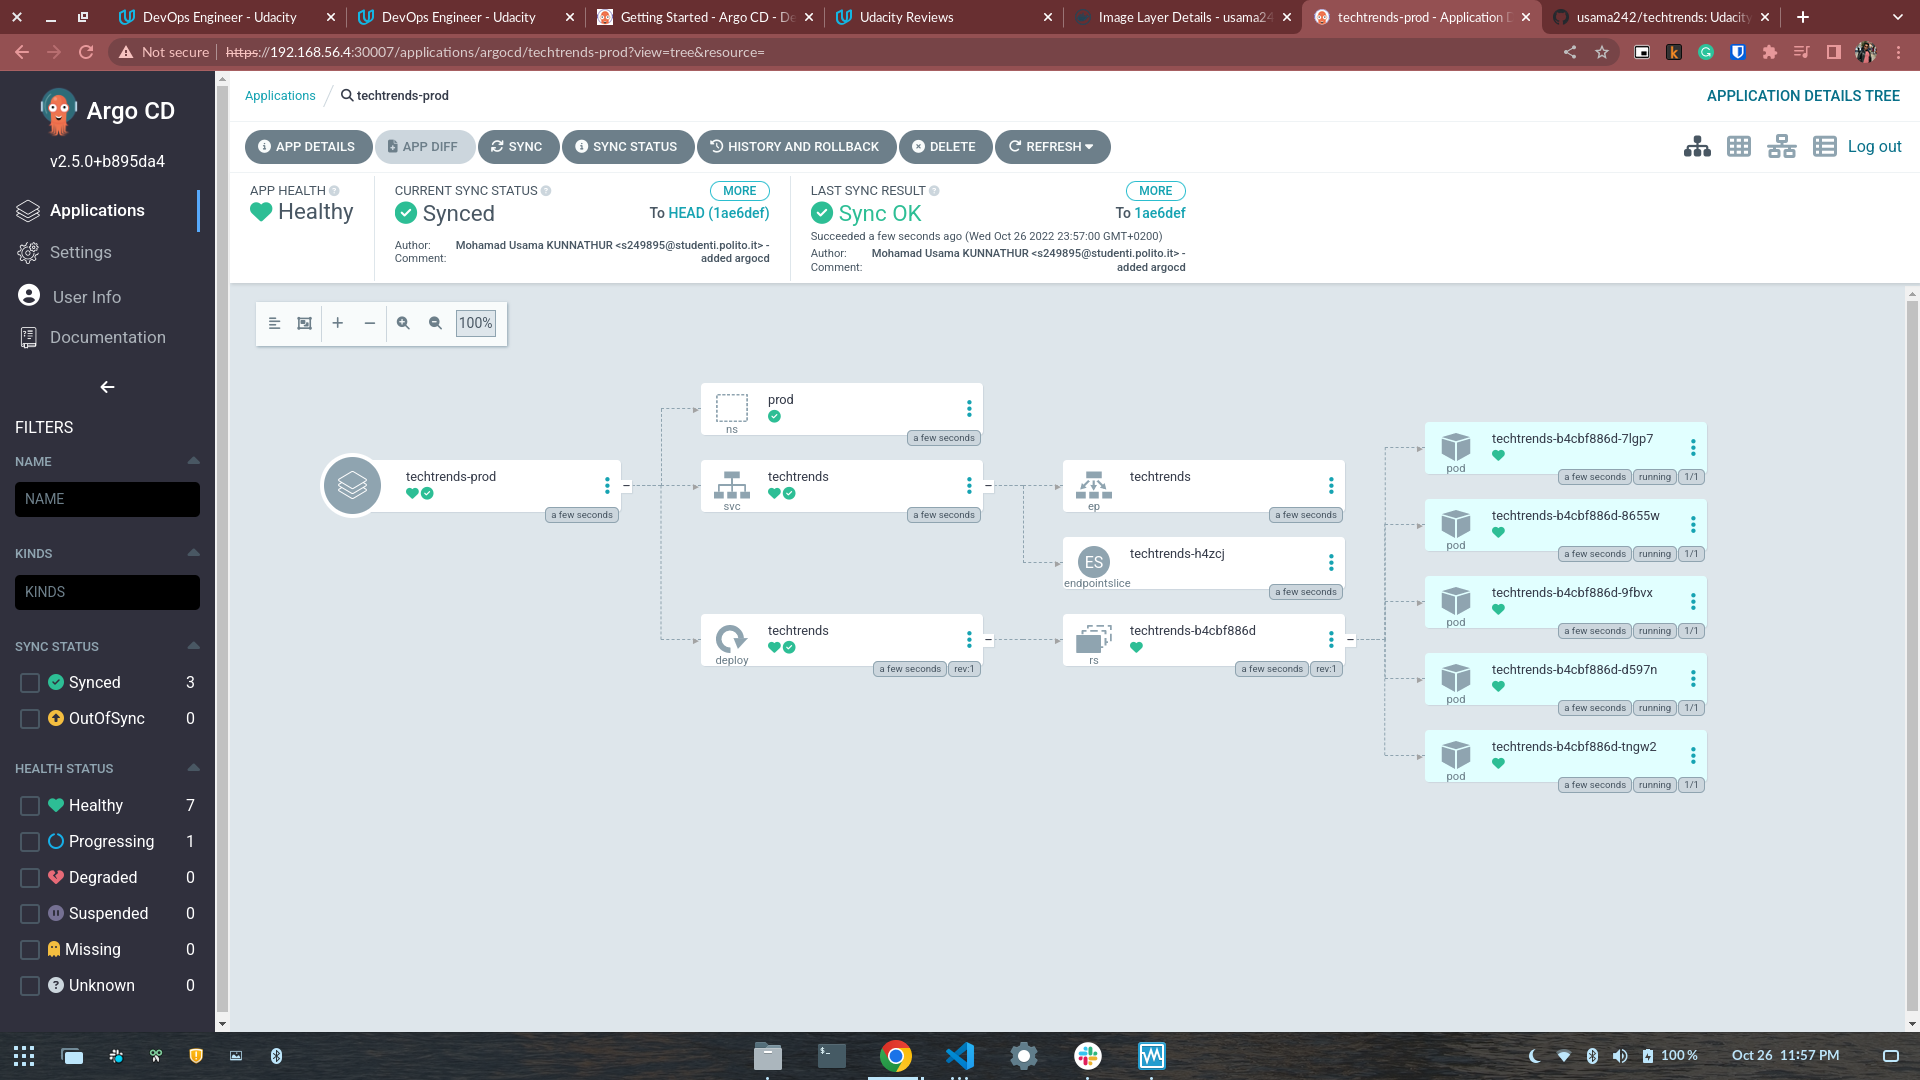 DevOps Engineer - Udacity
DevOps Engineer - Udacity
Getting Started - Argo CD - De
Udacity Reviews
Image Layer Details - usama24
techtrends-prod - Application D
usama242/techtrends: Udacity
Not secure
https://192.168.56.4:30007/applications/argocd/techtrends-prod?view=tree&resource=
Argo CD
v2.5.0+b895da4
Applications
Settings
User Info
Documentation
FILTERS
NAME
NAME
KINDS
KINDS
SYNC STATUS
Synced 3
OutOfSync 0
HEALTH STATUS
Healthy 7
Progressing 1
Degraded 0
Suspended 0
Missing 0
Unknown 0
Applications
techtrends-prod
APPLICATION DETAILS TREE
APP DETAILS
APP DIFF
SYNC
SYNC STATUS
HISTORY AND ROLLBACK
DELETE
REFRESH
Log out
APP HEALTH
Healthy
CURRENT SYNC STATUS
MORE
Synced
To HEAD (1ae6def)
Author: Mohamad Usama KUNNATHUR <s249895@studenti.polito.it> -
Comment: added argocd
LAST SYNC RESULT
MORE
Sync OK
To 1ae6def
Succeeded a few seconds ago (Wed Oct 26 2022 23:57:00 GMT+0200)
Author: Mohamad Usama KUNNATHUR <s249895@studenti.polito.it> -
Comment: added argocd
100%
techtrends-prod
a few seconds
prod
ns
a few seconds
techtrends
svc
a few seconds
techtrends
deploy
a few seconds
rev:1
techtrends
ep
a few seconds
ES
techtrends-h4zcj
endpointslice
a few seconds
techtrends-b4cbf886d
rs
a few seconds
rev:1
techtrends-b4cbf886d-7lgp7
pod
a few seconds
running
1/1
techtrends-b4cbf886d-8655w
pod
a few seconds
running
1/1
techtrends-b4cbf886d-9fbvx
pod
a few seconds
running
1/1
techtrends-b4cbf886d-d597n
pod
a few seconds
running
1/1
techtrends-b4cbf886d-tngw2
pod
a few seconds
running
1/1
100 %
Oct 26 11:57 PM